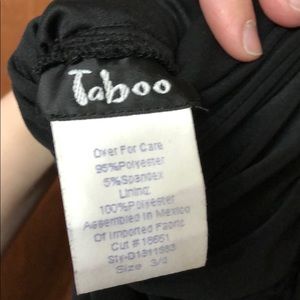 Taboo
Over For Care
95%Polyester
5%Spandex
Lining:
100%Polyester
Assembled in Mexico
Of Imported Fabric
Cut # 16651
Size 3/4